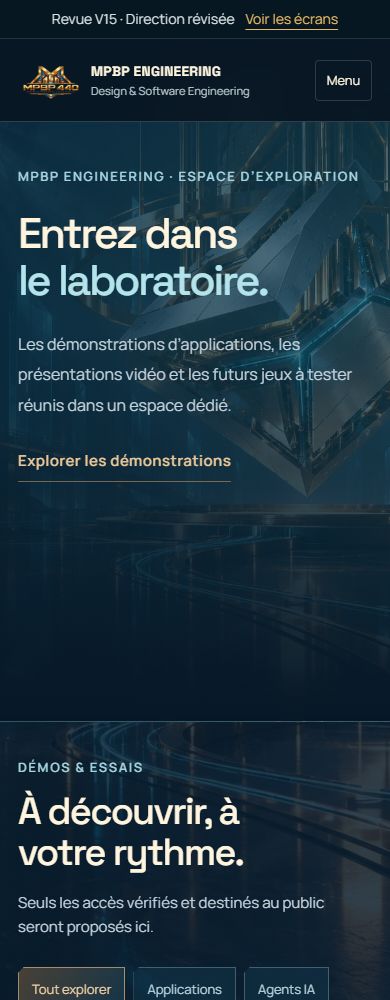 Revue V15 · Direction révisée Voir les écrans
MPBP 440
MPBP ENGINEERING
Design & Software Engineering
Menu
MPBP ENGINEERING · ESPACE D’EXPLORATION
Entrez dans
le laboratoire.
Les démonstrations d’applications, les
présentations vidéo et les futurs jeux à tester
réunis dans un espace dédié.
Explorer les démonstrations
DÉMOS & ESSAIS
À découvrir, à
votre rythme.
Seuls les accès vérifiés et destinés au public
seront proposés ici.
Tout explorer Applications Agents IA